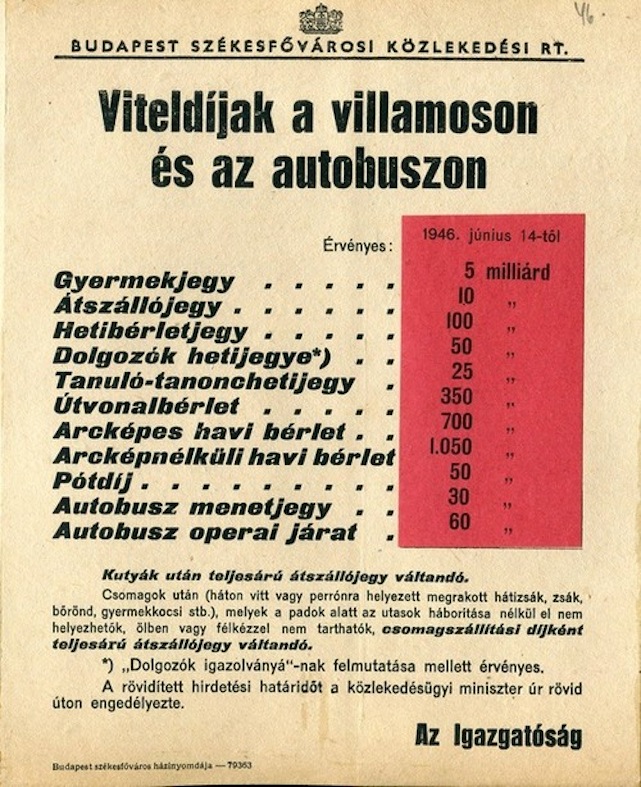 46.
BUDAPEST SZÉKESFŐVÁROSI KÖZLEKEDÉSI RT.
Viteldíjak a villamoson
és az autobuszon
Érvényes: 1946. június 14-től
Gyermekjegy . . . . . 5 milliárd
Átszállójegy . . . . . . 10 „
Hetibérletjegy . . . . . 100 „
Dolgozók hetijegye*) . . 50 „
Tanuló-tanonchetijegy . 25 „
Útvonalbérlet . . . . . 350 „
Arcképes havi bérlet . . 700 „
Arcképnélküli havi bérlet 1.050 „
Pótdíj . . . . . . . . . 50 „
Autobusz menetjegy . . 30 „
Autobusz operai járat . 60 „
Kutyák után teljesárú átszállójegy váltandó.
Csomagok után (háton vitt vagy perrónra helyezett megrakott hátizsák, zsák,
bőrönd, gyermekkocsi stb.), melyek a padok alatt az utasok háboritása nélkül el nem
helyezhetők, ölben vagy félkézzel nem tarthatók, csomagszállítási díjként
teljesárú átszállójegy váltandó.
*) „Dolgozók igazolványá“-nak felmutatása mellett érvényes.
A rövidített hirdetési határidőt a közlekedésügyi miniszter úr rövid
úton engedélyezte.
Az Igazgatóság
Budapest székesfőváros házinyomdája — 79363